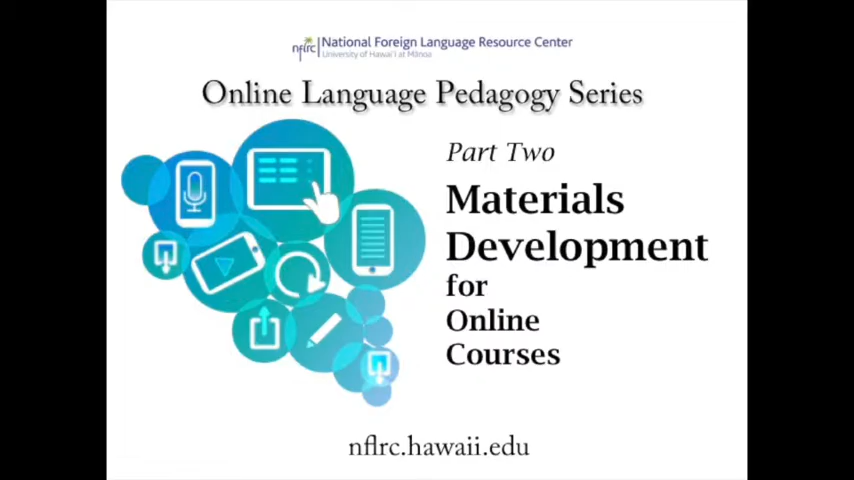 nflrc National Foreign Language Resource Center
University of Hawai'i at Mānoa
Online Language Pedagogy Series
Part Two
Materials
Development
for
Online
Courses
nflrc.hawaii.edu